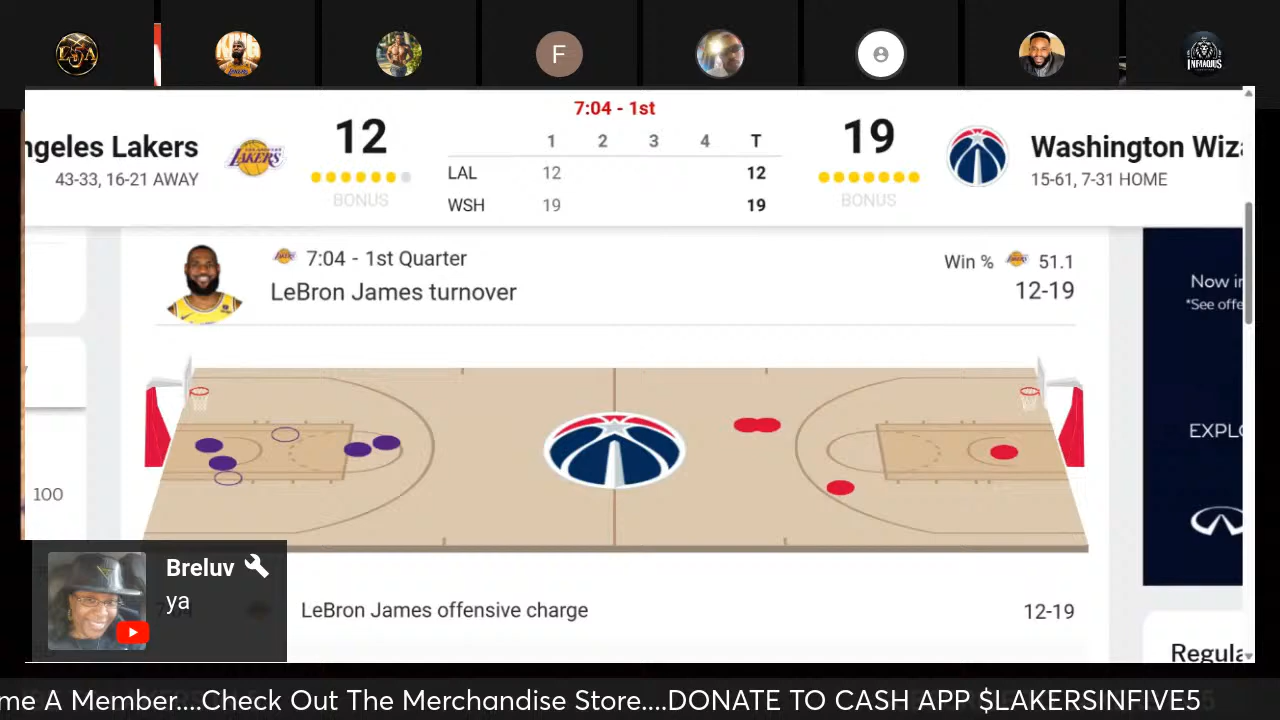 F
7:04 - 1st
ngeles Lakers
43-33, 16-21 AWAY
LAKERS
12
BONUS
1 2 3 4 T
LAL 12 12
WSH 19 19
19
BONUS
Washington Wiz
15-61, 7-31 HOME
7:04 - 1st Quarter
LeBron James turnover
Win % 51.1
12-19
Now in
*See offe
EXPL
100
Breluv
ya
LeBron James offensive charge
12-19
Regula
me A Member....Check Out The Merchandise Store....DONATE TO CASH APP $LAKERSINFIVE5